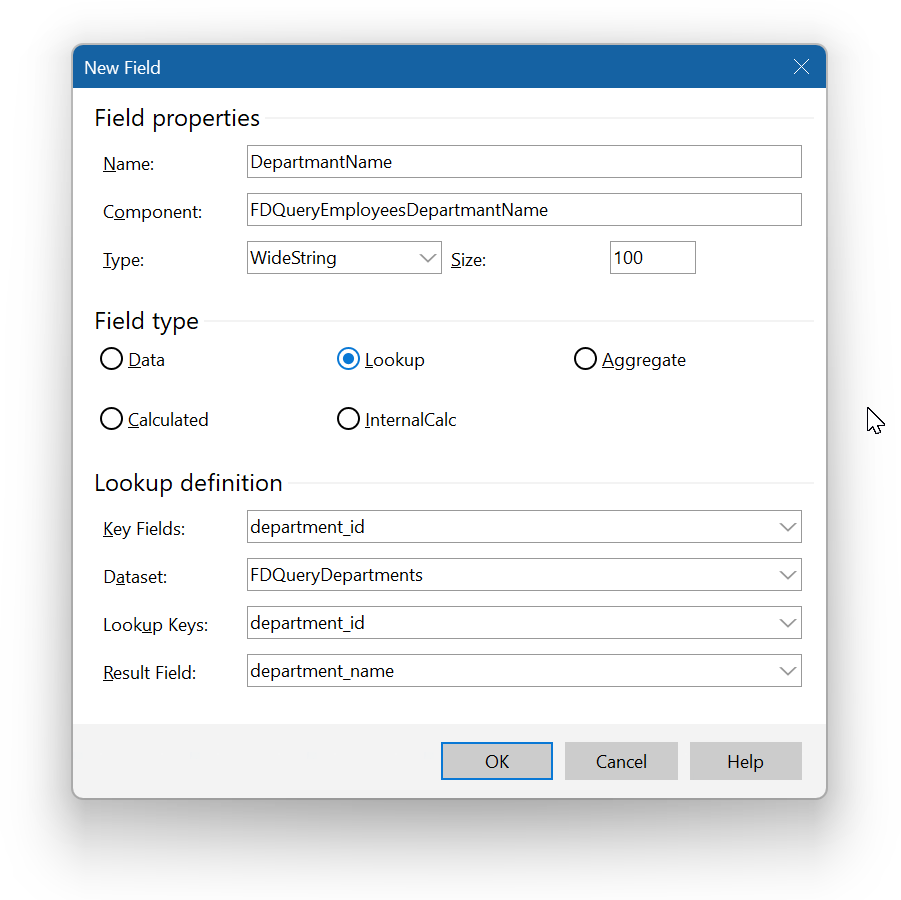 New Field
Field properties
Name: DepartmantName
Component: FDQueryEmployeesDepartmantName
Type: WideString Size: 100
Field type
Data Lookup Aggregate
Calculated InternalCalc
Lookup definition
Key Fields: department_id
Dataset: FDQueryDepartments
Lookup Keys: department_id
Result Field: department_name
OK Cancel Help